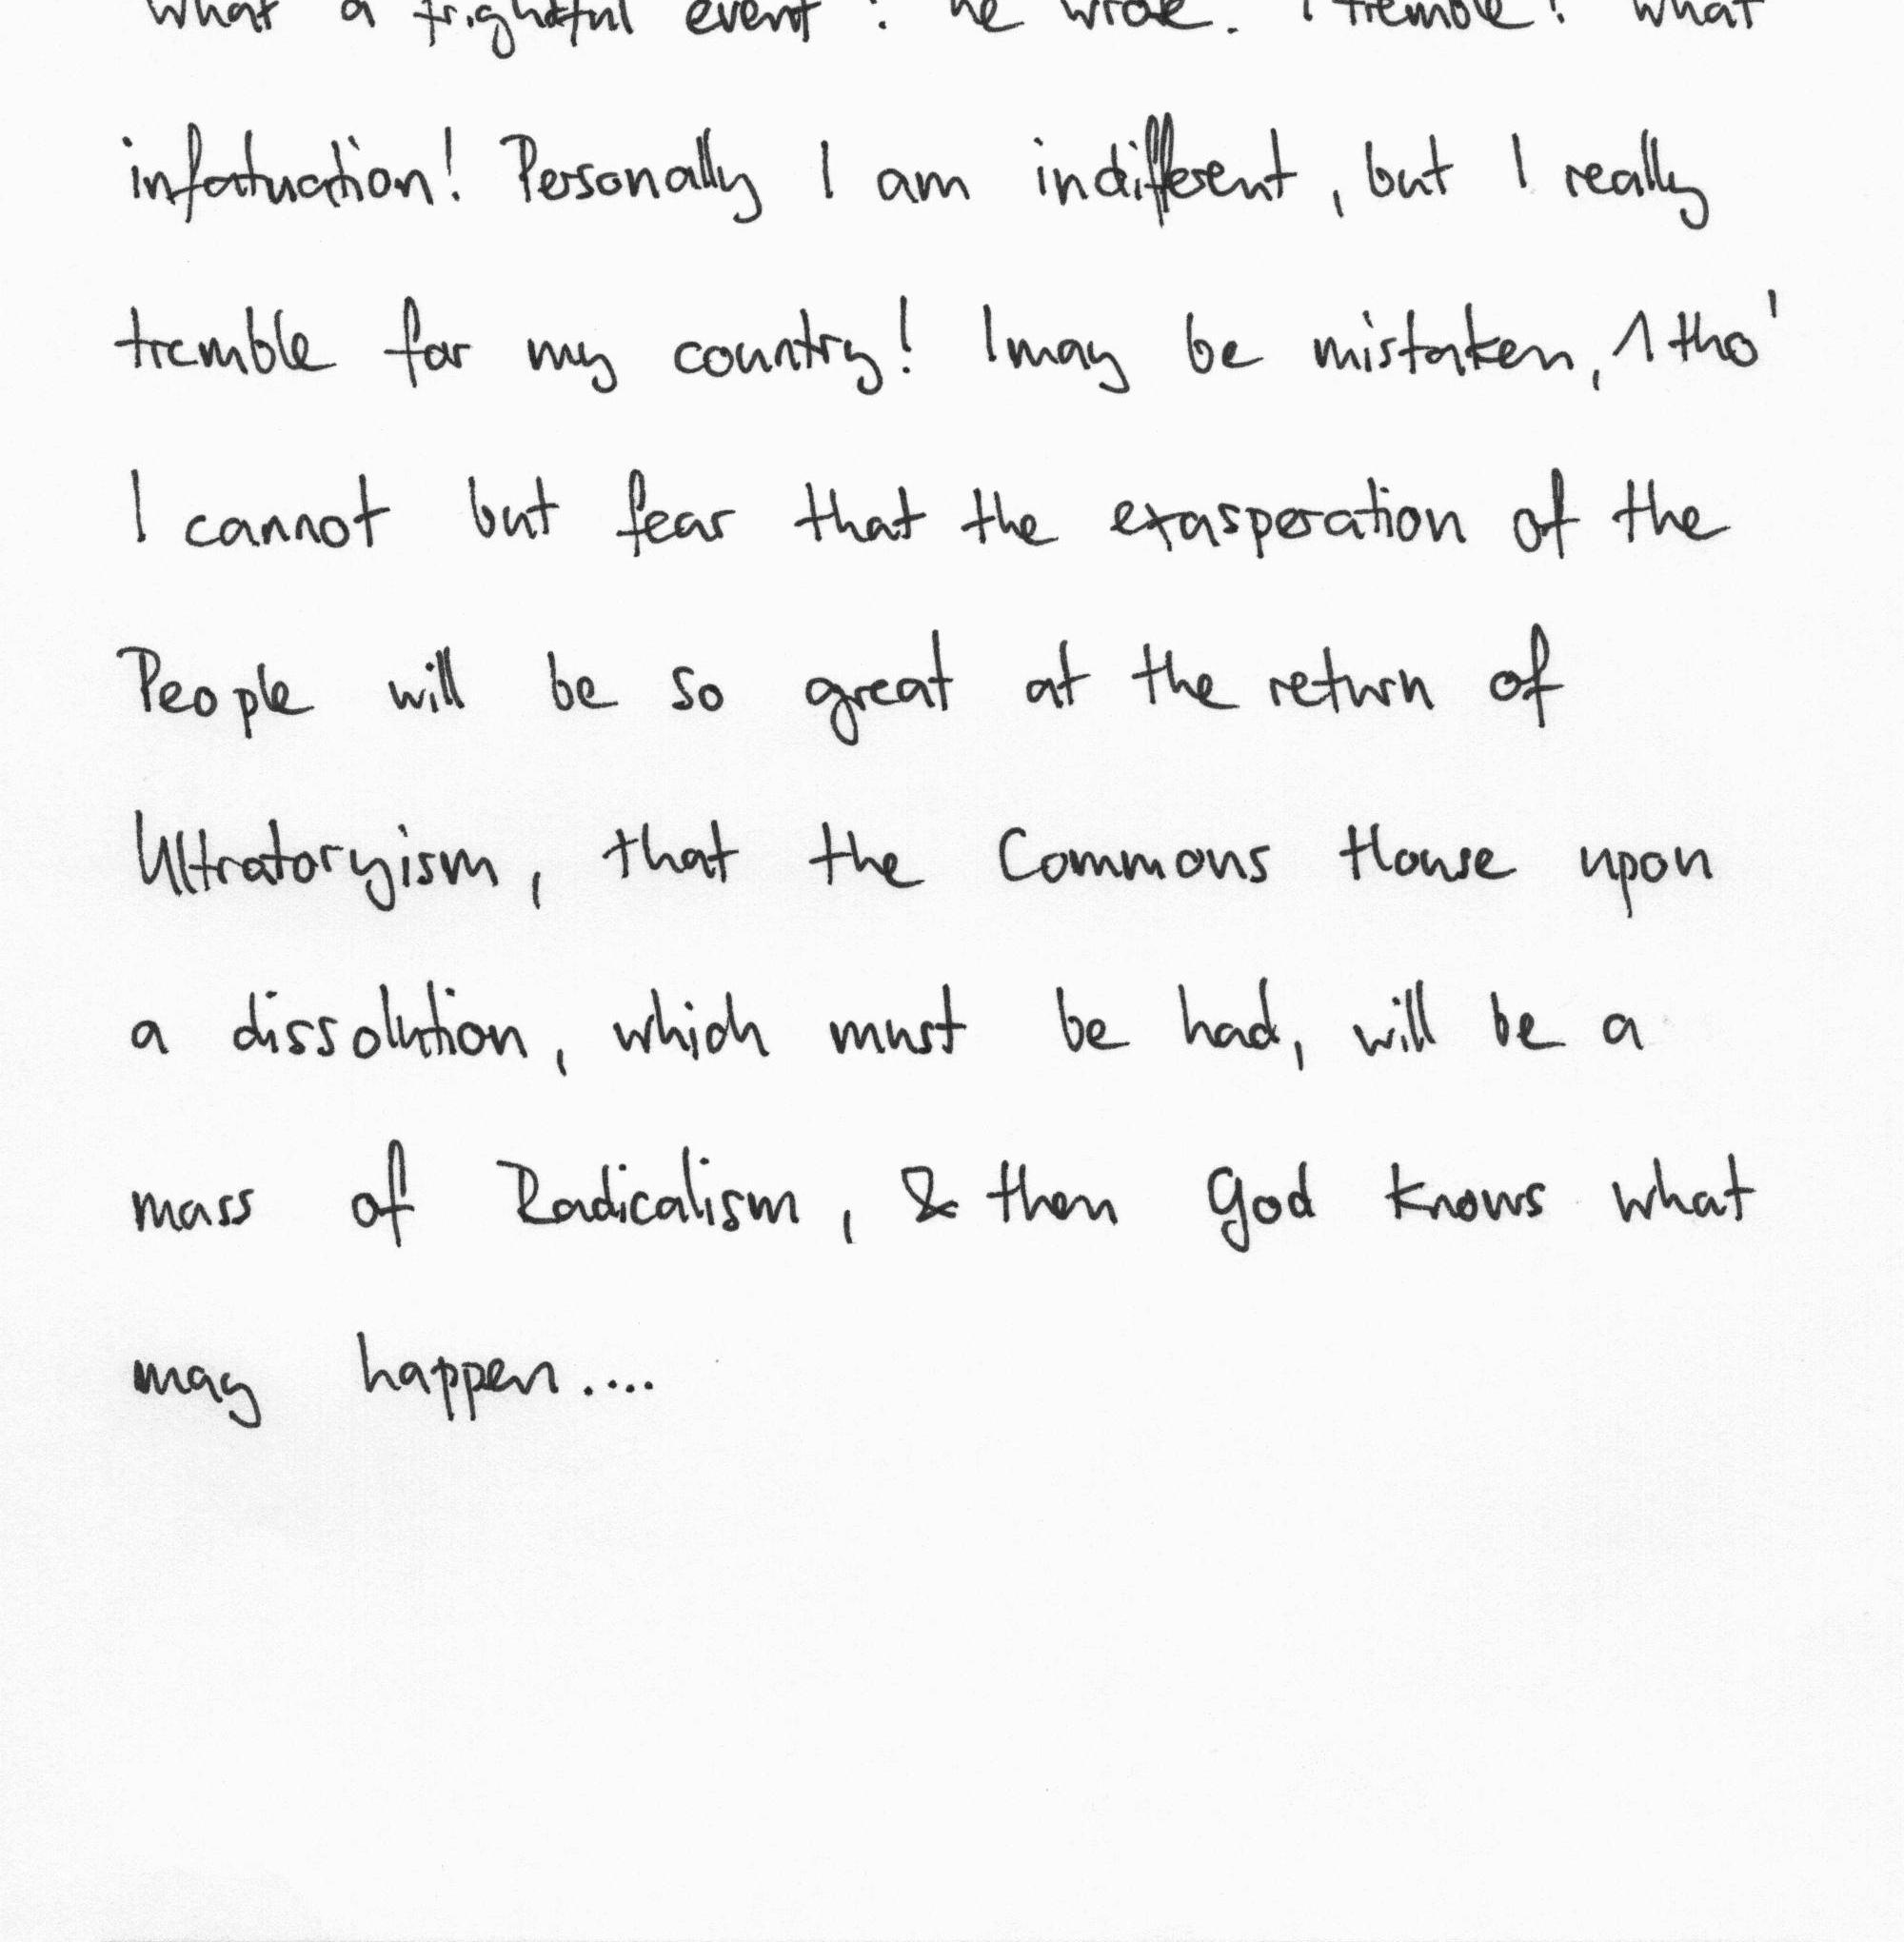 what a frightful event! he wrote. I tremble! what
infatuation! Personally I am indifferent, but I really
tremble for my country! I may be mistaken, 1 tho'
I cannot but fear that the exasperation of the
People will be so great at the return of
Ultratoryism, that the Commons House upon
a dissolution, which must be had, will be a
mass of Radicalism, & then God knows what
may happen....